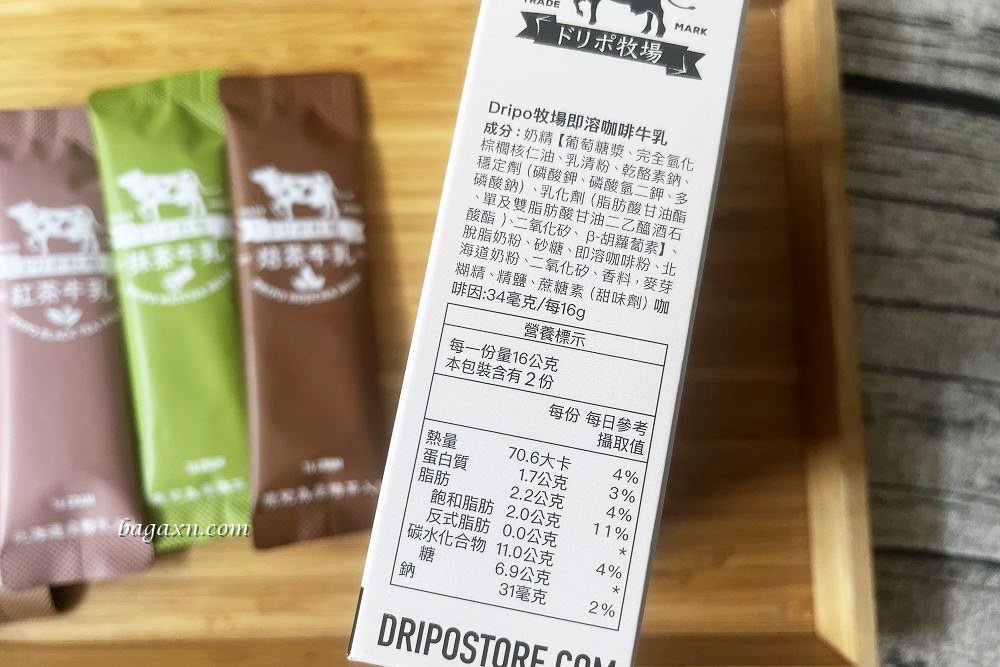 TRADE
MARK
ドリポ牧場
Dripo牧場即溶咖啡牛乳
成分：奶精【葡萄糖漿、完全氫化
棕櫚核仁油、乳清粉、乾酪素鈉、
穩定劑（磷酸鉀、磷酸氫二鉀、多
磷酸鈉）、乳化劑（脂肪酸甘油酯
、單及雙脂肪酸甘油二乙醯酒石
酸酯）、二氧化矽、β-胡蘿蔔素】、
脫脂奶粉、砂糖、即溶咖啡粉、北
海道奶粉、二氧化矽、香料，麥芽
糊精、精鹽、蔗糖素（甜味劑）咖
啡因:34毫克/每16g
營養標示
每一份量16公克
本包裝含有2份
每份 每日參考
攝取值
熱量 70.6大卡 4%
蛋白質 1.7公克 3%
脂肪 2.2公克 4%
飽和脂肪 2.0公克 11%
反式脂肪 0.0公克 *
碳水化合物 11.0公克 4%
糖 6.9公克 *
鈉 31毫克 2%
DRIPOSTORE.COM
紅茶牛乳
抹茶牛乳
bagaxn.com